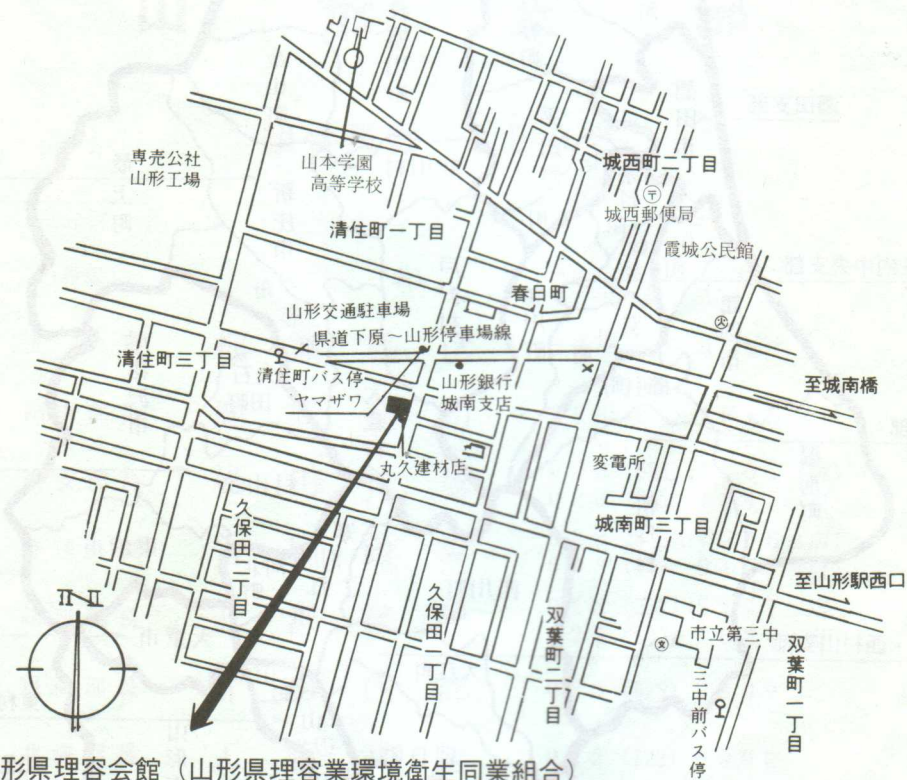 専売公社
山形工場
山本学園
高等学校
城西町二丁目
〒
城西郵便局
清住町一丁目
霞城公民館
春日町
山形交通駐車場
県道下原～山形停車場線
清住町三丁目
清住町バス停
ヤマザワ
山形銀行
城南支店
至城南橋
丸久建材店
変電所
城南町三丁目
久保田二丁目
久保田一丁目
双葉町二丁目
至山形駅西口
市立第三中
三中前バス停
双葉町一丁目
形県理容会館（山形県理容業環境衛生同業組合）